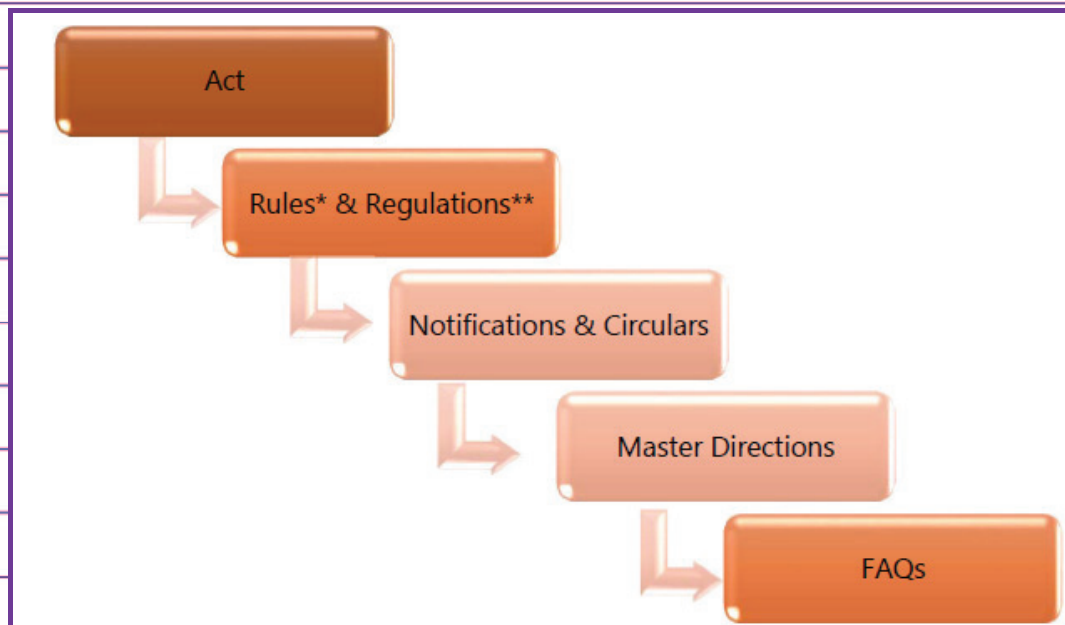 Act
Rules* & Regulations**
Notifications & Circulars
Master Directions
FAQs